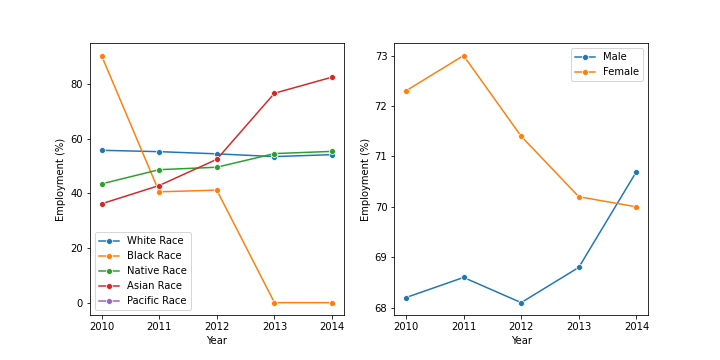 80
60
40
20
0
Employment (%)
White Race
Black Race
Native Race
Asian Race
Pacific Race
2010 2011 2012 2013 2014
Year
73
72
71
70
69
68
Employment (%)
Male
Female
2010 2011 2012 2013 2014
Year